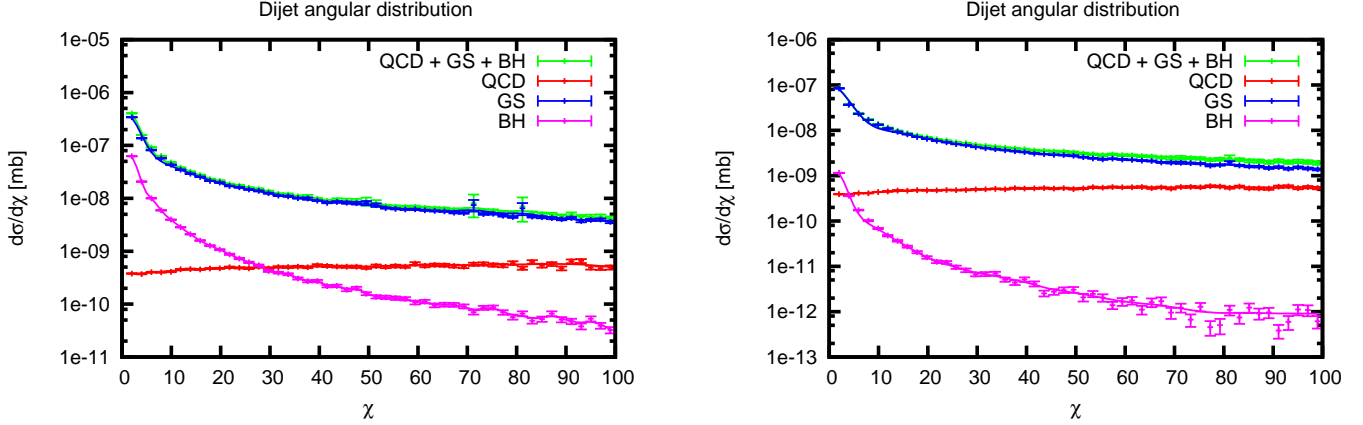 Dijet angular distribution
dσ/dχ [mb]
1e-05
1e-06
1e-07
1e-08
1e-09
1e-10
1e-11
QCD + GS + BH
QCD
GS
BH
0 10 20 30 40 50 60 70 80 90 100
χ
Dijet angular distribution
dσ/dχ [mb]
1e-06
1e-07
1e-08
1e-09
1e-10
1e-11
1e-12
1e-13
QCD + GS + BH
QCD
GS
BH
0 10 20 30 40 50 60 70 80 90 100
χ